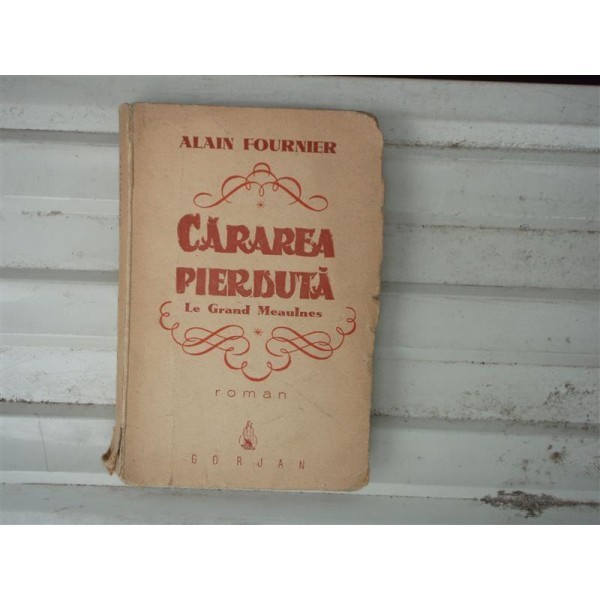 ALAIN FOURNIER
CĂRAREA
PIERDUTĂ
Le Grand Meaulnes
roman
GORJAN